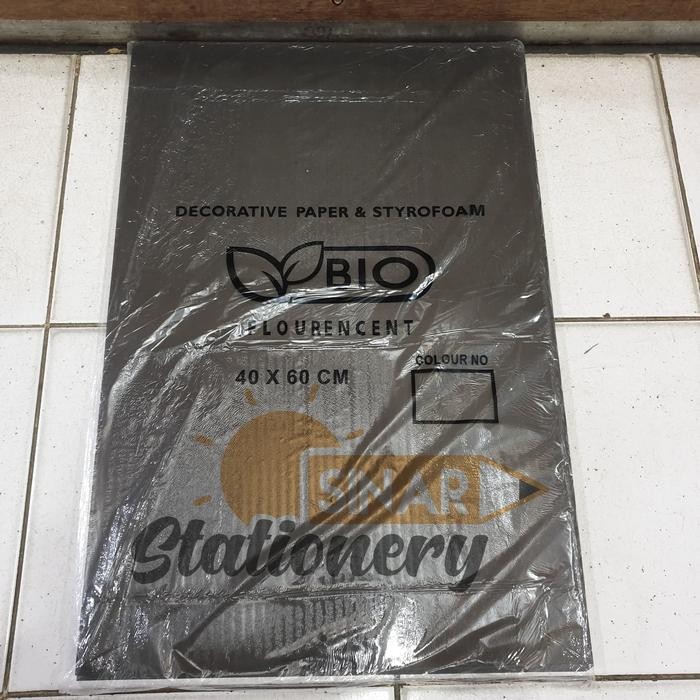 DECORATIVE PAPER & STYROFOAM
BIO
FLOURENCENT
40 X 60 CM
COLOUR NO
SINAR
Stationery